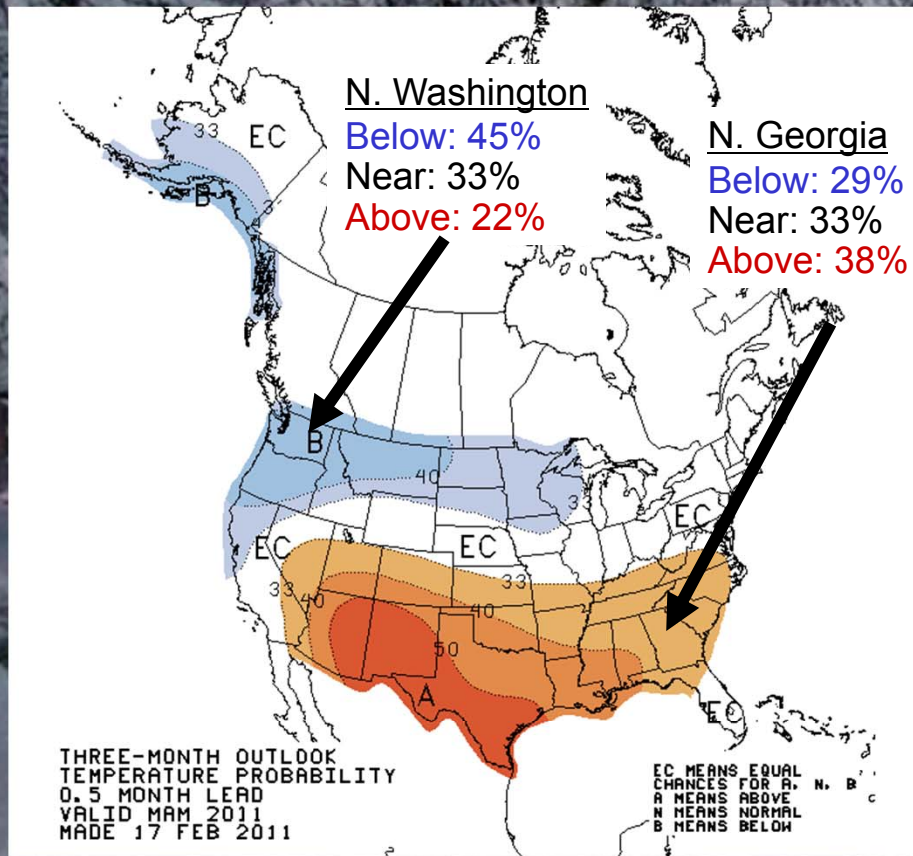 N. Washington
Below: 45%
Near: 33%
Above: 22%
N. Georgia
Below: 29%
Near: 33%
Above: 38%
33
EC
B
B
40
3
EC
EC
EC
33
33
40
40
50
A
EC
THREE-MONTH OUTLOOK
TEMPERATURE PROBABILITY
0.5 MONTH LEAD
VALID MAM 2011
MADE 17 FEB 2011
EC MEANS EQUAL
CHANCES FOR A, N, B
A MEANS ABOVE
N MEANS NORMAL
B MEANS BELOW